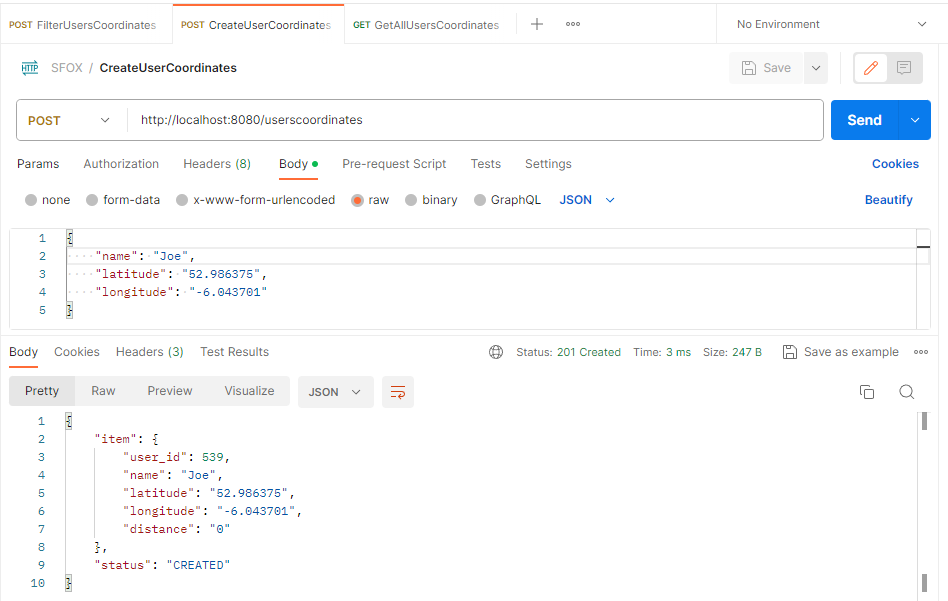 POST FilterUsersCoordinates POST CreateUserCoordinates GET GetAllUsersCoordinates No Environment
HTTP SFOX / CreateUserCoordinates Save
POST http://localhost:8080/userscoordinates Send
Params Authorization Headers (8) Body Pre-request Script Tests Settings Cookies
none form-data x-www-form-urlencoded raw binary GraphQL JSON Beautify
1 {
2 ····"name":·"Joe",
3 ····"latitude":·"52.986375",
4 ····"longitude":·"-6.043701"
5 }
Body Cookies Headers (3) Test Results Status: 201 Created Time: 3 ms Size: 247 B Save as example
Pretty Raw Preview Visualize JSON
1 {
2 "item": {
3 "user_id": 539,
4 "name": "Joe",
5 "latitude": "52.986375",
6 "longitude": "-6.043701",
7 "distance": "0"
8 },
9 "status": "CREATED"
10 }